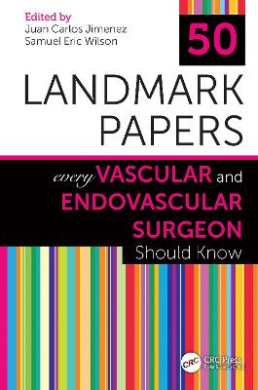 Edited by
Juan Carlos Jimenez
Samuel Eric Wilson
50
LANDMARK
PAPERS
every VASCULAR and
ENDOVASCULAR
SURGEON
Should Know
CRC Press